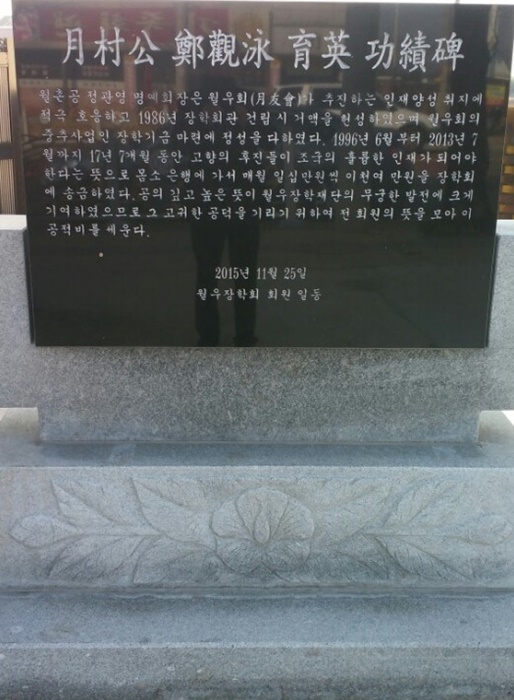 月村公 鄭觀泳 育英 功績碑
월촌공 정관영 명예회장은 월우회(月友會)가 추진하는 인재양성 취지에
적극 호응하고 1986년 장학회관 건립시 거액을 헌성하였으며 월우회의
중추사업인 장학기금 마련에 정성을 다하였다. 1996년 6월부터 2013년 7
월까지 17년 7개월 동안 고향의 후진들이 조국의 훌륭한 인재가 되어야
한다는 뜻으로 몸소 은행에 가서 매월 일십만원씩 이천여 만원을 장학회
에 송금하였다. 공의 깊고 높은 뜻이 월우장학재단의 무궁한 발전에 크게
기여하였으므로 그 고귀한 공덕을 기리기 위하여 전회원의 뜻을 모아 이
공적비를 세운다.
2015년 11월 25일
월우장학회 회원 일동